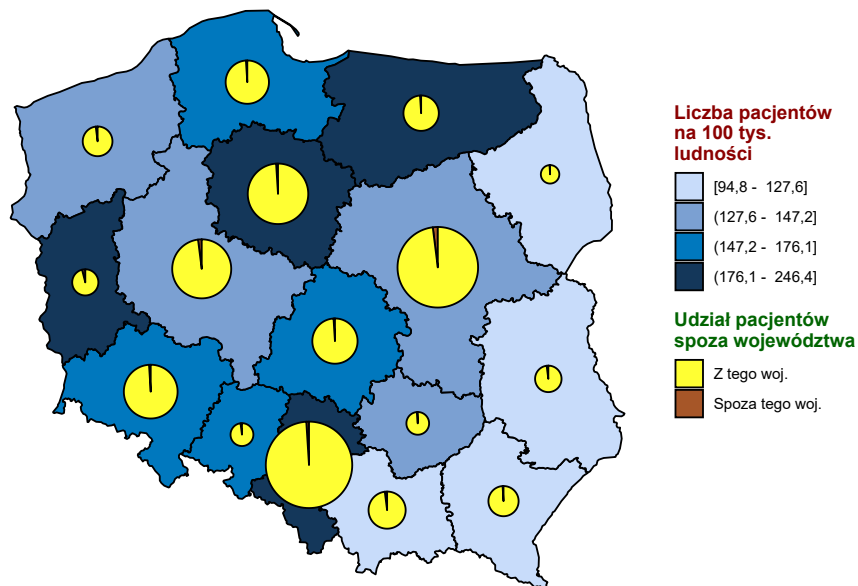 Liczba pacjentów
na 100 tys.
ludności
[94,8 - 127,6]
(127,6 - 147,2]
(147,2 - 176,1]
(176,1 - 246,4]
Udział pacjentów
spoza województwa
Z tego woj.
Spoza tego woj.